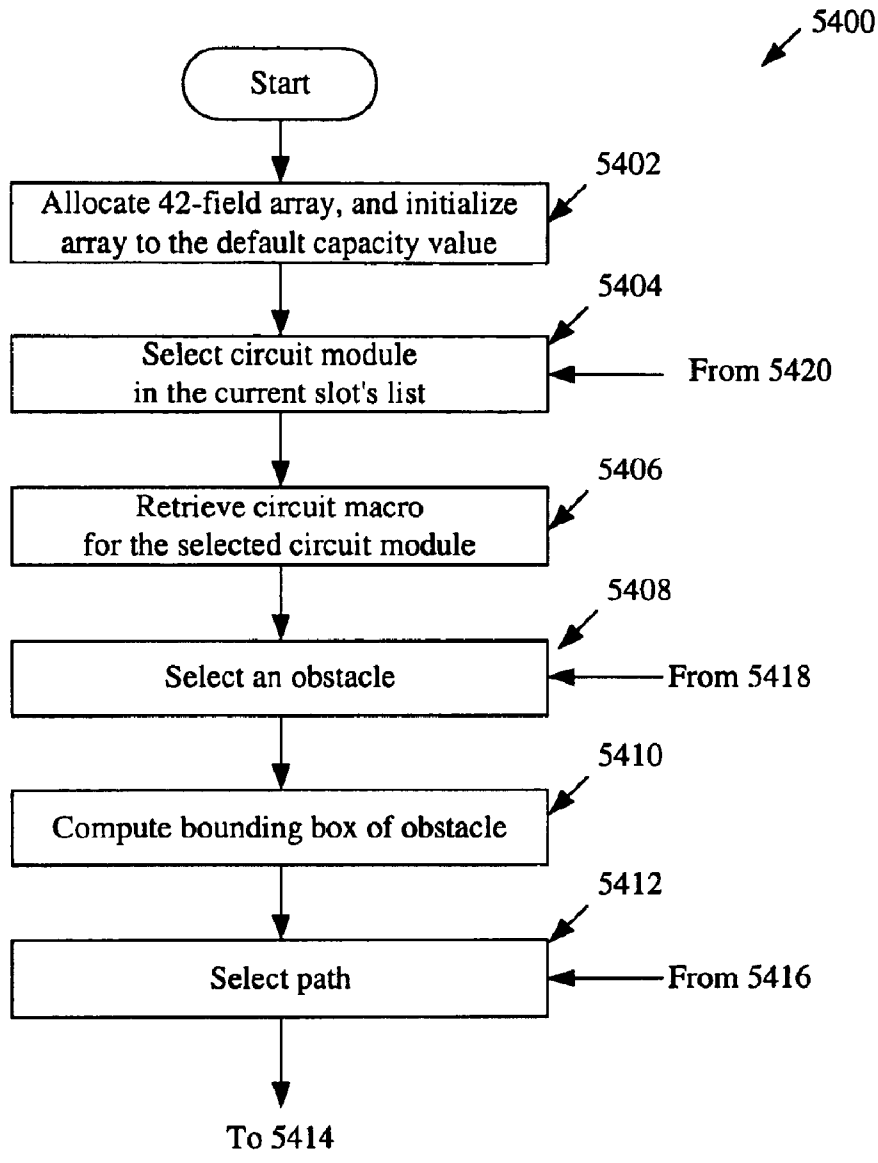 5400
Start
5402
Allocate 42-field array, and initialize
array to the default capacity value
5404
Select circuit module
in the current slot's list
From 5420
5406
Retrieve circuit macro
for the selected circuit module
5408
Select an obstacle
From 5418
5410
Compute bounding box of obstacle
5412
Select path
From 5416
To 5414